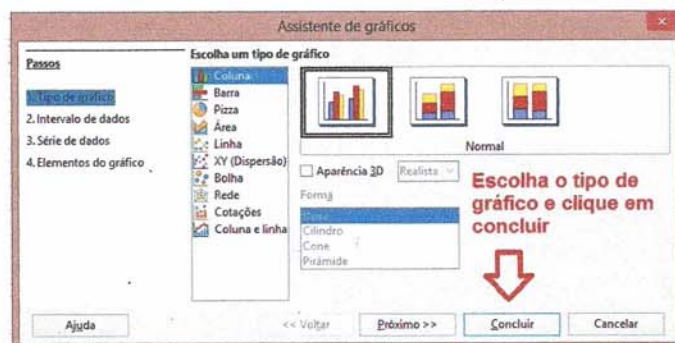 Assistente de gráficos
Passos
1. Tipo de gráfico
2. Intervalo de dados
3. Série de dados
4. Elementos do gráfico
Escolha um tipo de gráfico
Coluna
Barra
Pizza
Área
Linha
XY (Dispersão)
Bolha
Rede
Cotações
Coluna e linha
Normal
Aparência 3D
Realista
Forma
Cilindro
Cone
Pirâmide
Escolha o tipo de
gráfico e clique em
concluir
Ajuda
<< Voltar
Próximo >>
Concluir
Cancelar